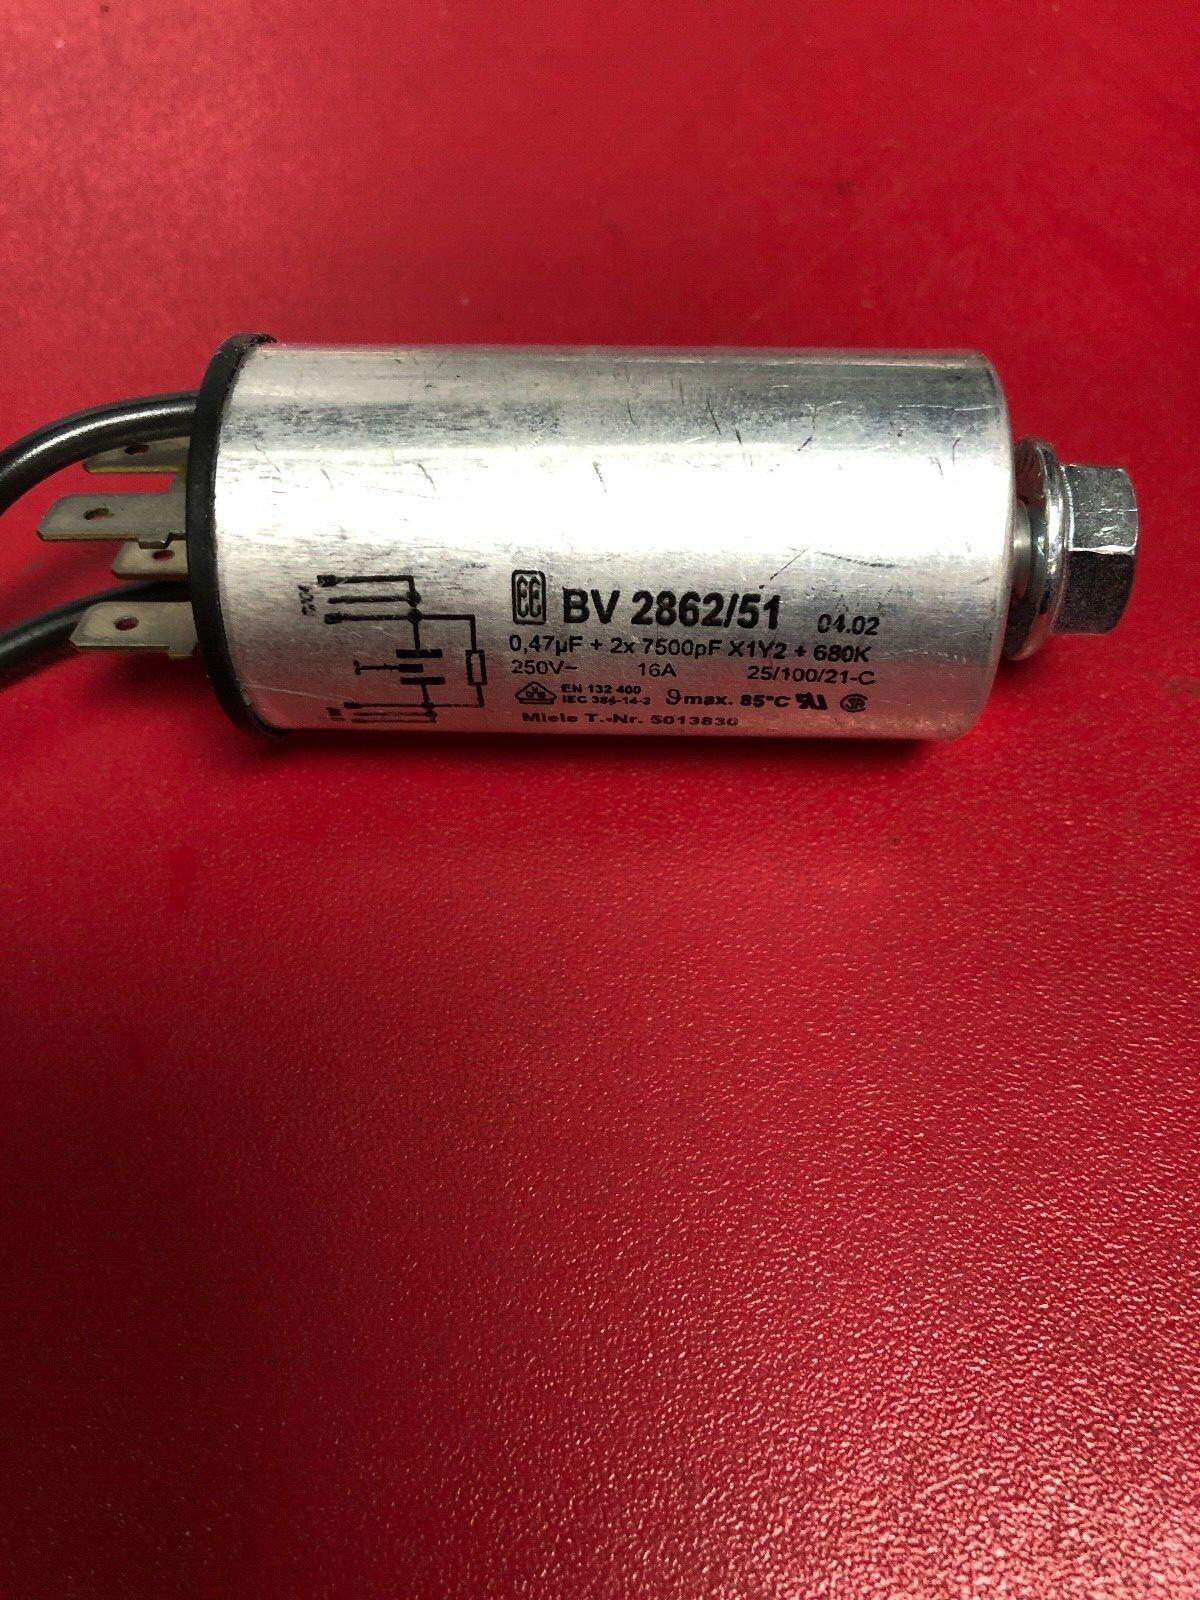 BV 2862/51 04.02
0,47µF + 2x 7500pF X1Y2 + 680K
250V~ 16A 25/100/21-C
EN 132 400
IEC 384-14-2 ϑmax. 85°C
Miele T.-Nr. 5013830